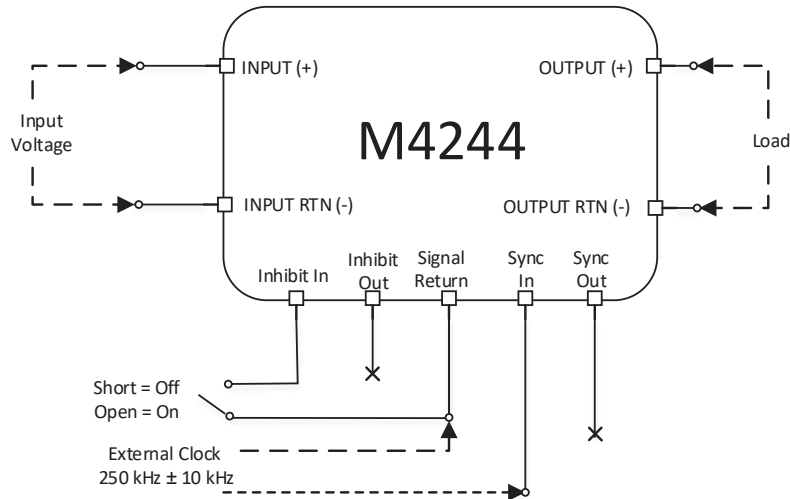 INPUT (+)
OUTPUT (+)
Input
Voltage
M4244
Load
INPUT RTN (-)
OUTPUT RTN (-)
Inhibit In
Inhibit
Out
Signal
Return
Sync
In
Sync
Out
Short = Off
Open = On
External Clock
250 kHz ± 10 kHz